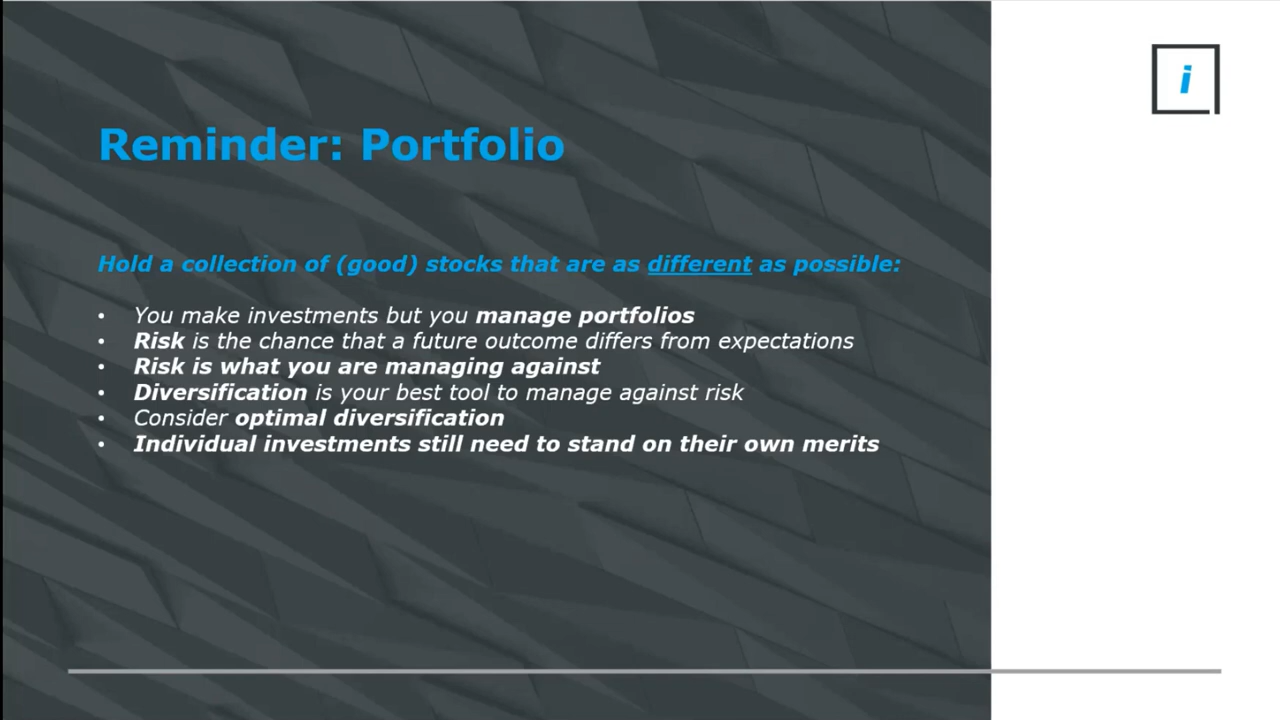 i
Reminder: Portfolio
Hold a collection of (good) stocks that are as different as possible:
• You make investments but you manage portfolios
• Risk is the chance that a future outcome differs from expectations
• Risk is what you are managing against
• Diversification is your best tool to manage against risk
• Consider optimal diversification
• Individual investments still need to stand on their own merits